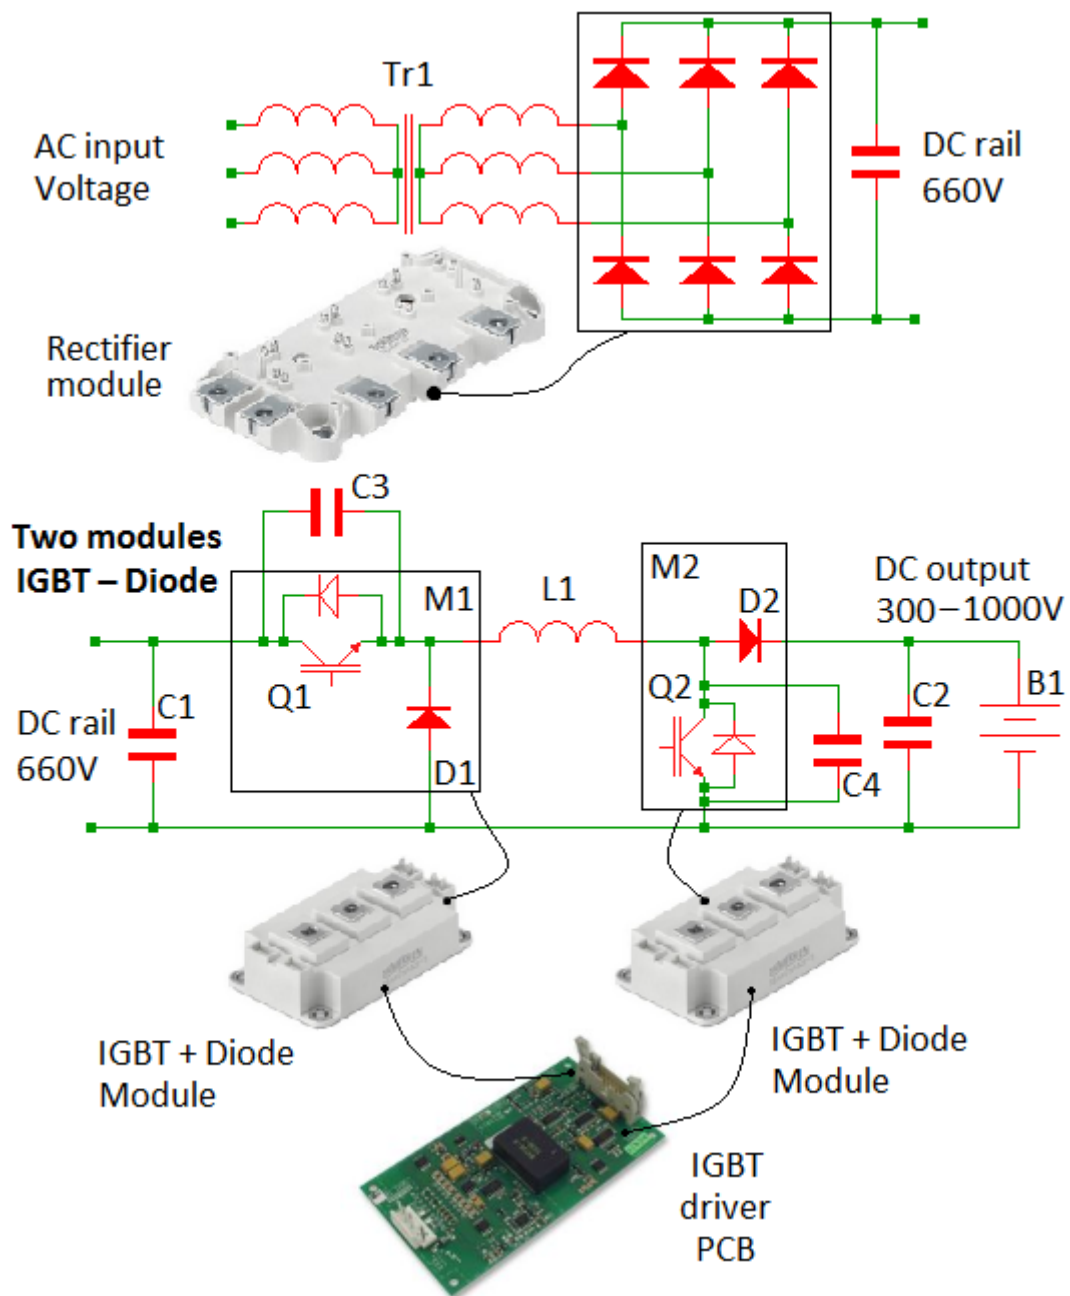 Tr1
AC input
Voltage
DC rail
660V
Rectifier
module
C3
Two modules
IGBT – Diode
M1
L1
M2
DC output
300–1000V
D2
Q1
Q2
B1
C1
C2
DC rail
660V
D1
C4
IGBT + Diode
Module
IGBT + Diode
Module
IGBT
driver
PCB